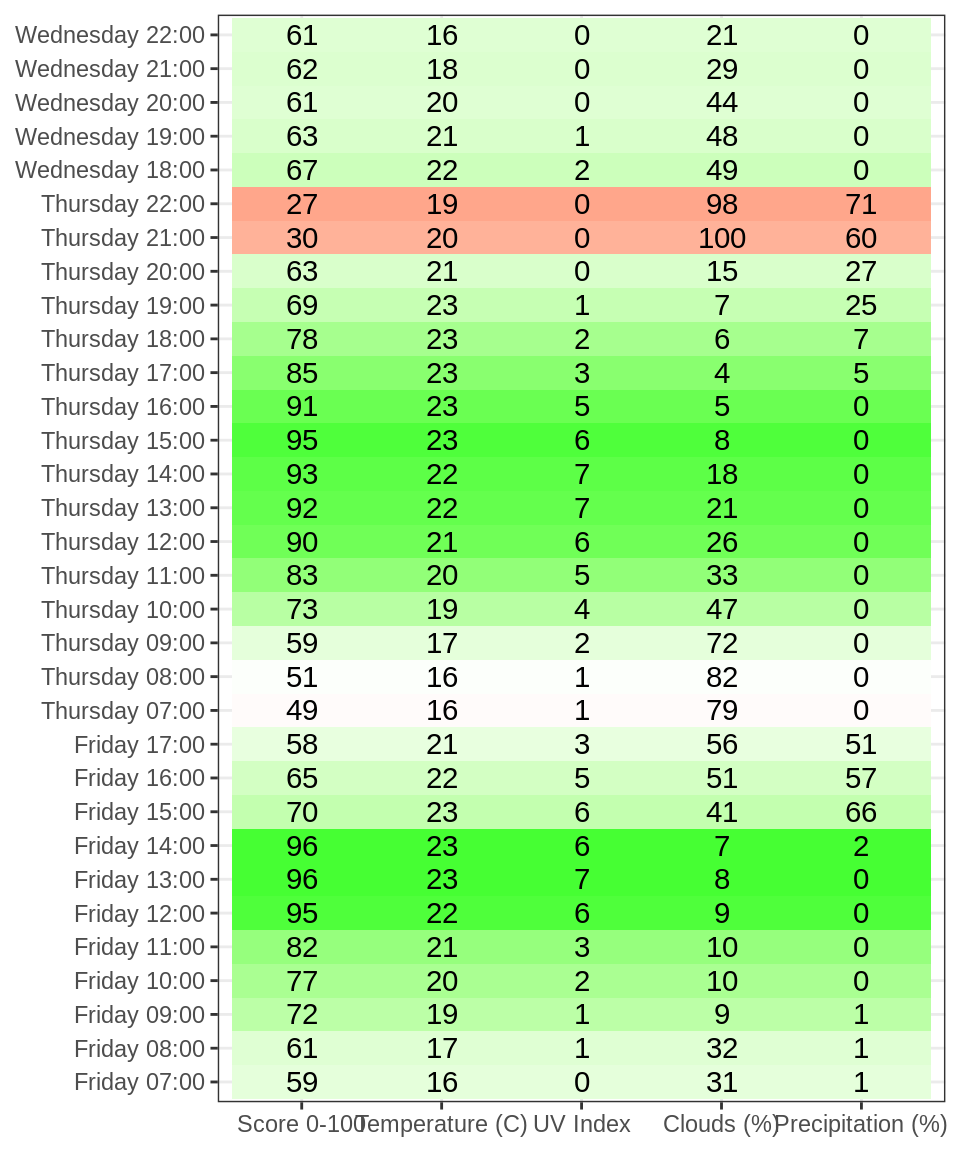 Wednesday 22:00 61 16 0 21 0
Wednesday 21:00 62 18 0 29 0
Wednesday 20:00 61 20 0 44 0
Wednesday 19:00 63 21 1 48 0
Wednesday 18:00 67 22 2 49 0
Thursday 22:00 27 19 0 98 71
Thursday 21:00 30 20 0 100 60
Thursday 20:00 63 21 0 15 27
Thursday 19:00 69 23 1 7 25
Thursday 18:00 78 23 2 6 7
Thursday 17:00 85 23 3 4 5
Thursday 16:00 91 23 5 5 0
Thursday 15:00 95 23 6 8 0
Thursday 14:00 93 22 7 18 0
Thursday 13:00 92 22 7 21 0
Thursday 12:00 90 21 6 26 0
Thursday 11:00 83 20 5 33 0
Thursday 10:00 73 19 4 47 0
Thursday 09:00 59 17 2 72 0
Thursday 08:00 51 16 1 82 0
Thursday 07:00 49 16 1 79 0
Friday 17:00 58 21 3 56 51
Friday 16:00 65 22 5 51 57
Friday 15:00 70 23 6 41 66
Friday 14:00 96 23 6 7 2
Friday 13:00 96 23 7 8 0
Friday 12:00 95 22 6 9 0
Friday 11:00 82 21 3 10 0
Friday 10:00 77 20 2 10 0
Friday 09:00 72 19 1 9 1
Friday 08:00 61 17 1 32 1
Friday 07:00 59 16 0 31 1
Score 0-100 Temperature (C) UV Index Clouds (%) Precipitation (%)